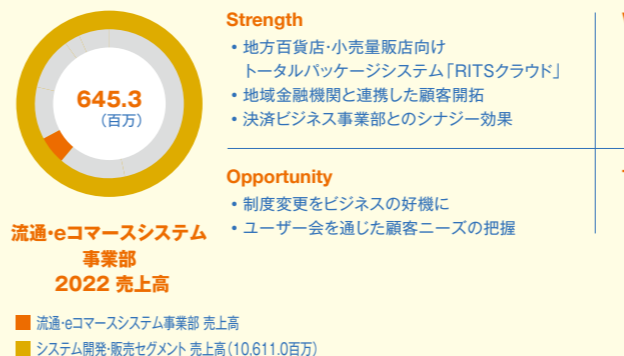 645.3
（百万）
流通・eコマースシステム
事業部
2022 売上高
Strength
• 地方百貨店・小売量販店向け
トータルパッケージシステム「RITSクラウド」
• 地域金融機関と連携した顧客開拓
• 決済ビジネス事業部とのシナジー効果
Opportunity
• 制度変更をビジネスの好機に
• ユーザー会を通じた顧客ニーズの把握
流通・eコマースシステム事業部 売上高
システム開発・販売セグメント 売上高（10,611.0百万）